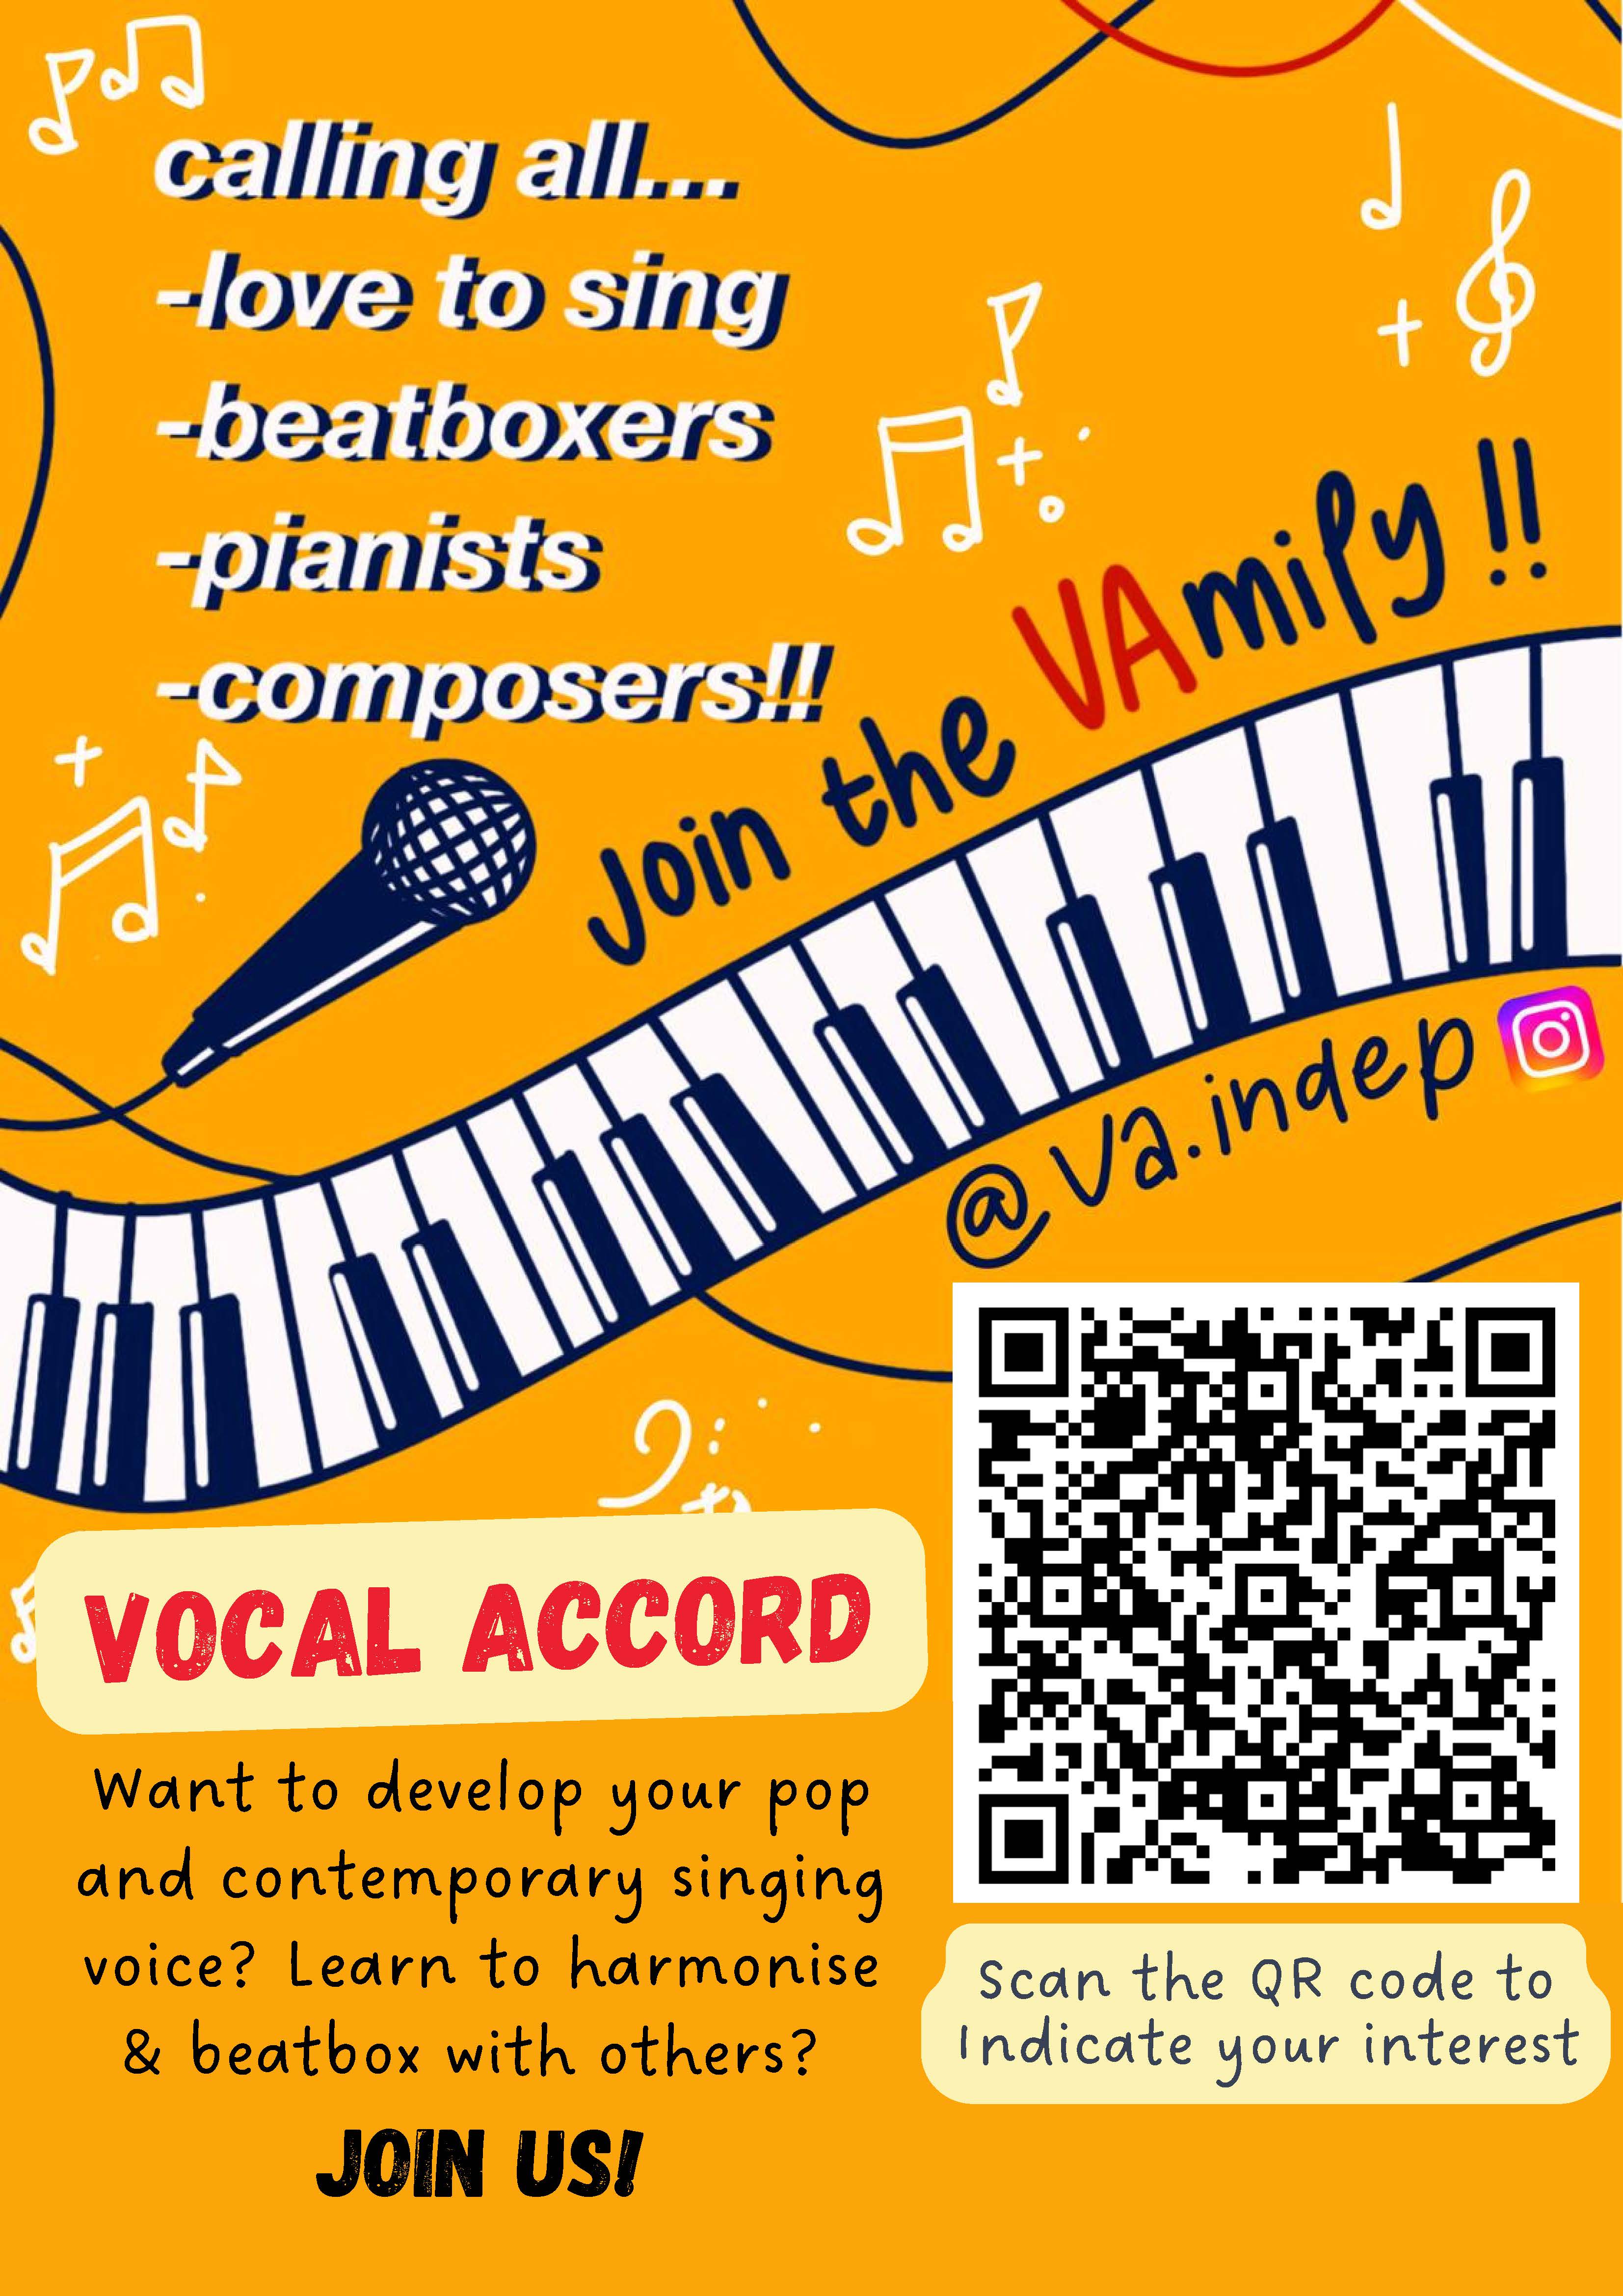 calling all...
-love to sing
-beatboxers
-pianists
-composers!!
Join the VAmily!!
@va.indep
VOCAL ACCORD
Want to develop your pop
and contemporary singing
voice? Learn to harmonise
& beatbox with others?
JOIN US!
Scan the QR code to
Indicate your interest